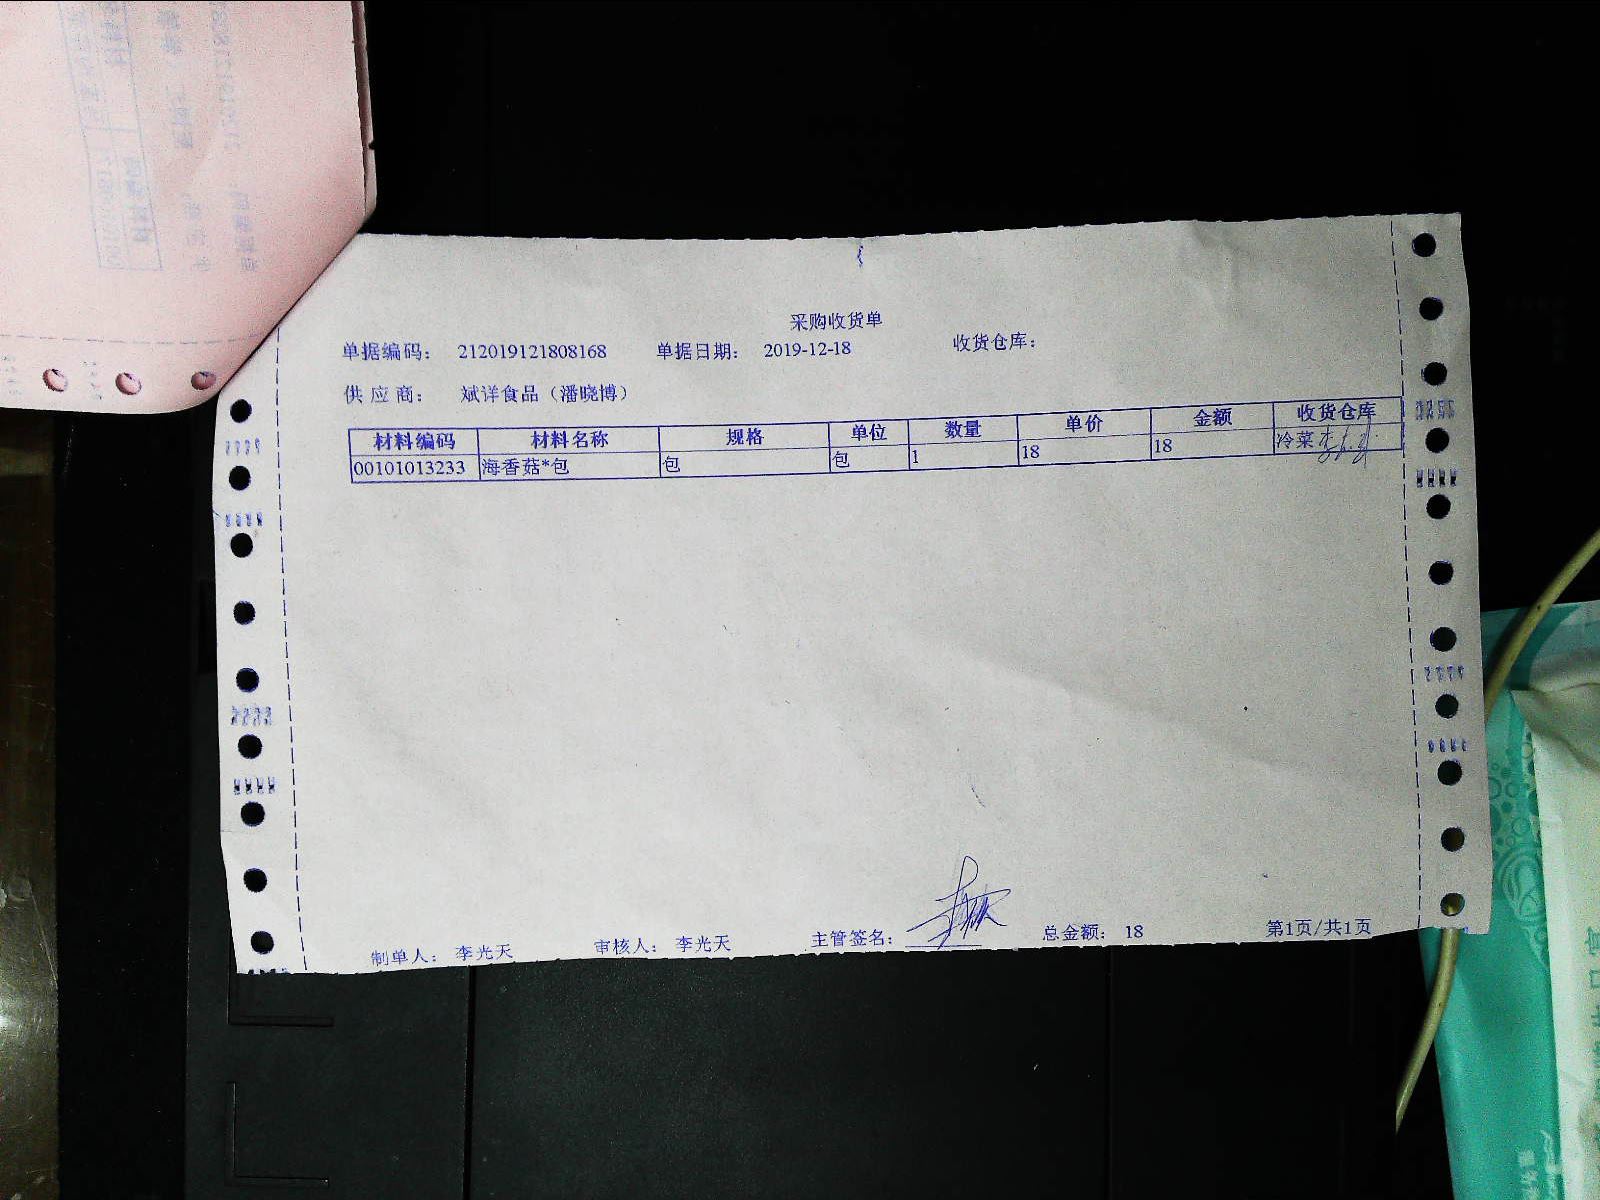 采购收货单
单据编码： 212019121808168 单据日期： 2019-12-18 收货仓库：
供 应 商： 斌详食品（潘晓博）
材料编码 材料名称 规格 单位 数量 单价 金额 收货仓库
00101013233 海香菇*包 包 包 1 18 18 冷菜
制单人： 李光天 审核人： 李光天 主管签名： 总金额： 18 第1页/共1页